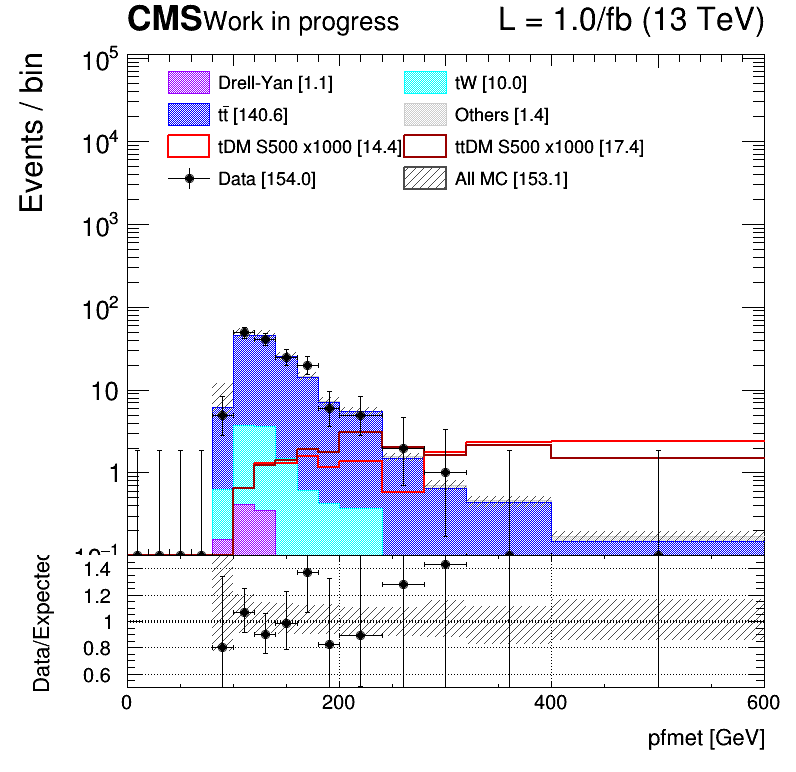 CMS Work in progress L = 1.0/fb (13 TeV)
Events / bin
10⁵
10⁴
10³
10²
10
1
10⁻¹
Drell-Yan [1.1] tW [10.0]
tt̄ [140.6] Others [1.4]
tDM S500 x1000 [14.4] ttDM S500 x1000 [17.4]
Data [154.0] All MC [153.1]
Data/Expected
1.4
1.2
1
0.8
0.6
0 200 400 600
pfmet [GeV]